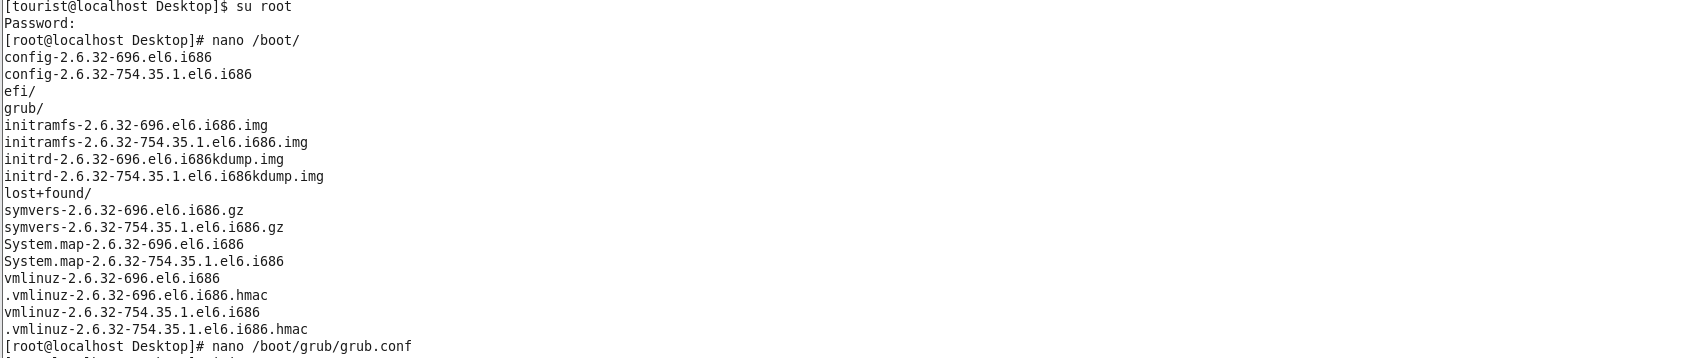 [tourist@localhost Desktop]$ su root
Password:
[root@localhost Desktop]# nano /boot/
config-2.6.32-696.el6.i686
config-2.6.32-754.35.1.el6.i686
efi/
grub/
initramfs-2.6.32-696.el6.i686.img
initramfs-2.6.32-754.35.1.el6.i686.img
initrd-2.6.32-696.el6.i686kdump.img
initrd-2.6.32-754.35.1.el6.i686kdump.img
lost+found/
symvers-2.6.32-696.el6.i686.gz
symvers-2.6.32-754.35.1.el6.i686.gz
System.map-2.6.32-696.el6.i686
System.map-2.6.32-754.35.1.el6.i686
vmlinuz-2.6.32-696.el6.i686
.vmlinuz-2.6.32-696.el6.i686.hmac
vmlinuz-2.6.32-754.35.1.el6.i686
.vmlinuz-2.6.32-754.35.1.el6.i686.hmac
[root@localhost Desktop]# nano /boot/grub/grub.conf